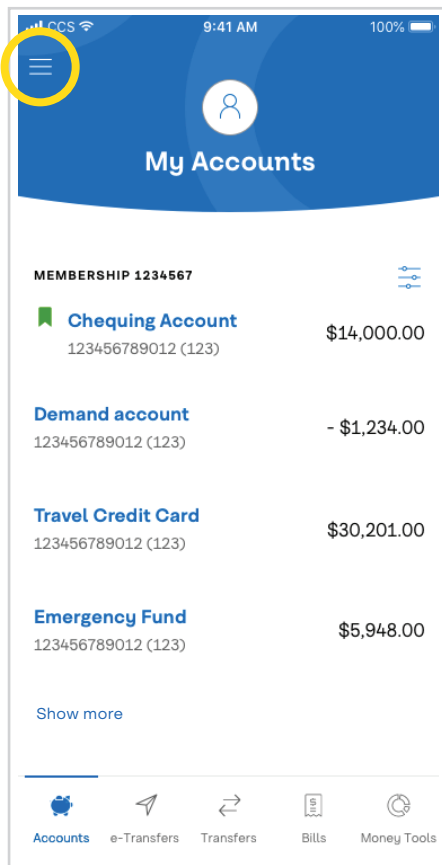 CCS 9:41 AM 100%
My Accounts
MEMBERSHIP 1234567
Chequing Account
$14,000.00
123456789012 (123)
Demand account
- $1,234.00
123456789012 (123)
Travel Credit Card
$30,201.00
123456789012 (123)
Emergency Fund
$5,948.00
123456789012 (123)
Show more
Accounts e-Transfers Transfers Bills Money Tools